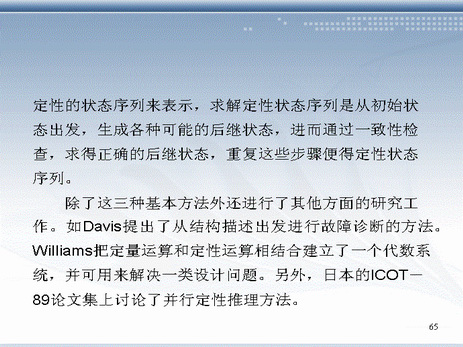 定性的状态序列来表示，求解定性状态序列是从初始状
态出发，生成各种可能的后继状态，进而通过一致性检
查，求得正确的后继状态，重复这些步骤便得定性状态
序列。
除了这三种基本方法外还进行了其他方面的研究工
作。如Davis提出了从结构描述出发进行故障诊断的方法。
Williams把定量运算和定性运算相结合建立了一个代数系
统，并可用来解决一类设计问题。另外，日本的ICOT－
89论文集上讨论了并行定性推理方法。
65